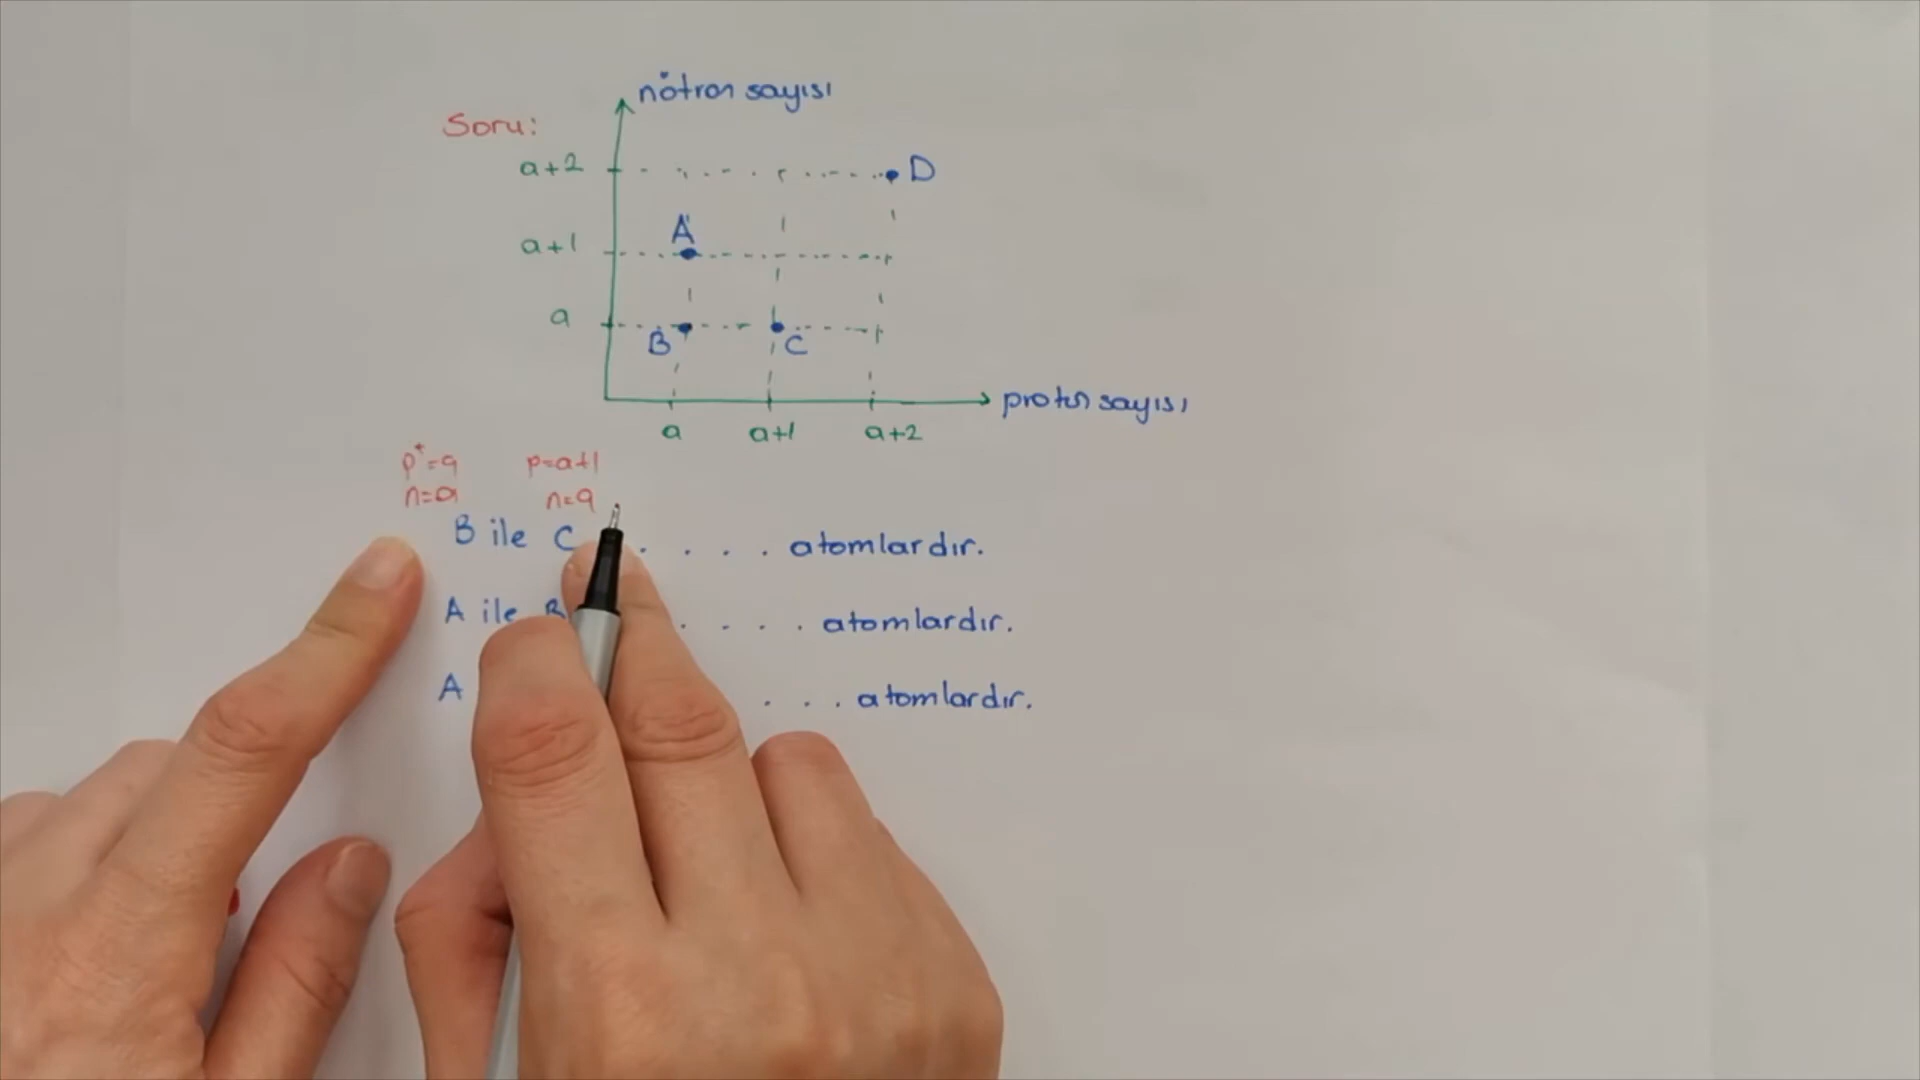 nötron sayısı
Soru:
a+2
D
A
a+1
a
B
C
proton sayısı
a a+1 a+2
p⁺=a p=a+1
n=a n=a
B ile C . . . . atomlardır.
A ile B . . . . atomlardır.
A . . . atomlardır.